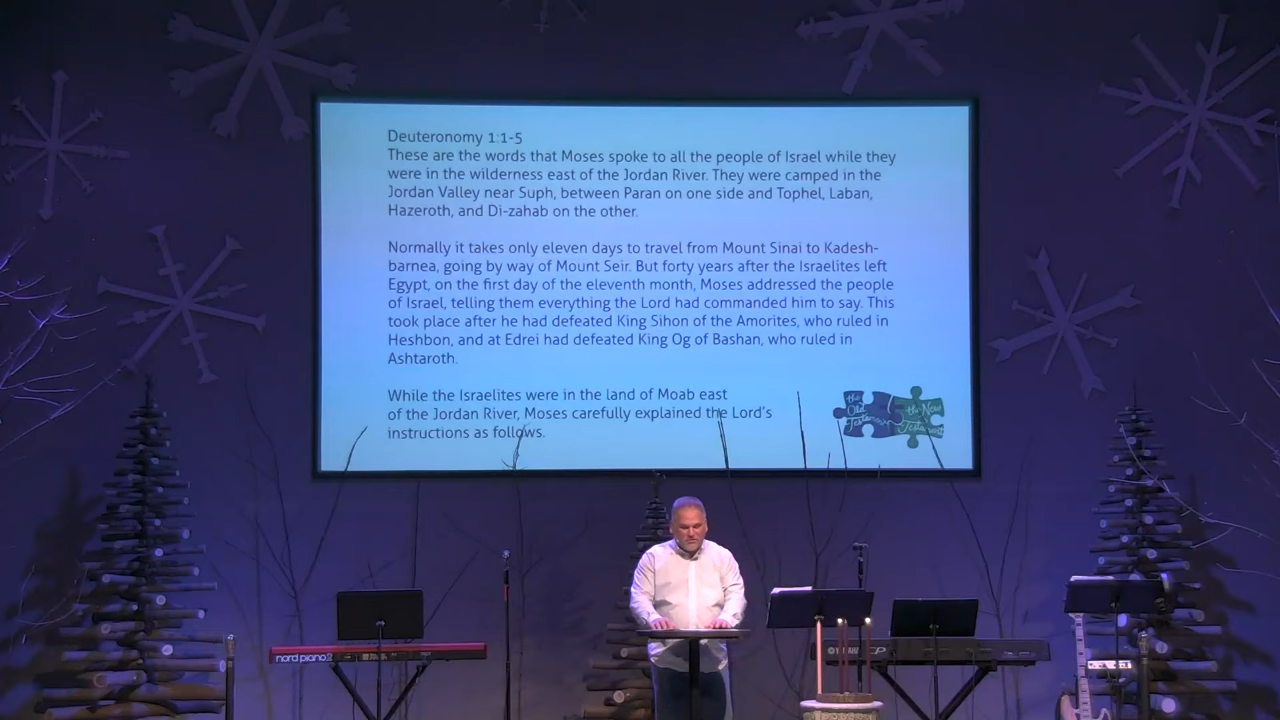 Deuteronomy 1:1-5
These are the words that Moses spoke to all the people of Israel while they
were in the wilderness east of the Jordan River. They were camped in the
Jordan Valley near Suph, between Paran on one side and Tophel, Laban,
Hazeroth, and Di-zahab on the other.
Normally it takes only eleven days to travel from Mount Sinai to Kadesh-
barnea, going by way of Mount Seir. But forty years after the Israelites left
Egypt, on the first day of the eleventh month, Moses addressed the people
of Israel, telling them everything the Lord had commanded him to say. This
took place after he had defeated King Sihon of the Amorites, who ruled in
Heshbon, and at Edrei had defeated King Og of Bashan, who ruled in
Ashtaroth.
While the Israelites were in the land of Moab east
of the Jordan River, Moses carefully explained the Lord's
instructions as follows.
the Old Testament
the New Testament
nord piano
YAMAHA CP